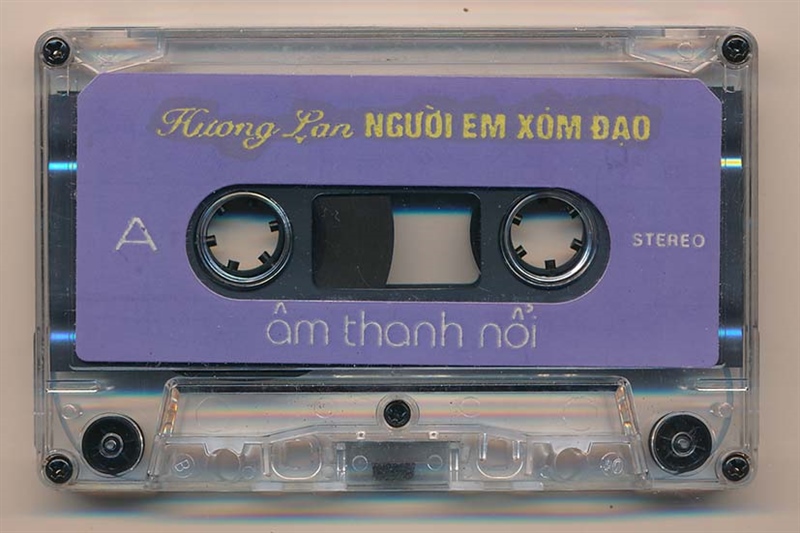 Hương Lan NGƯỜI EM XÓM ĐẠO
A
STEREO
âm thanh nổi